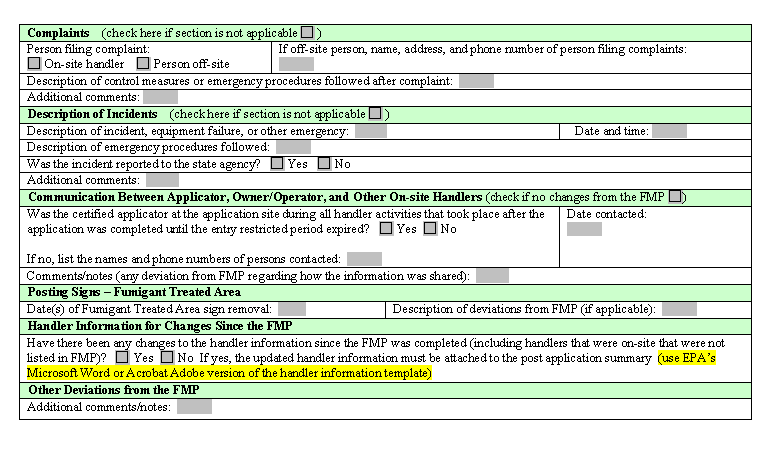 Complaints (check here if section is not applicable )
Person filing complaint:
On-site handler Person off-site
If off-site person, name, address, and phone number of person filing complaints:
Description of control measures or emergency procedures followed after complaint:
Additional comments:
Description of Incidents (check here if section is not applicable )
Description of incident, equipment failure, or other emergency:
Date and time:
Description of emergency procedures followed:
Was the incident reported to the state agency? Yes No
Additional comments:
Communication Between Applicator, Owner/Operator, and Other On-site Handlers (check if no changes from the FMP )
Was the certified applicator at the application site during all handler activities that took place after the
application was completed until the entry restricted period expired? Yes No
If no, list the names and phone numbers of persons contacted:
Date contacted:
Comments/notes (any deviation from FMP regarding how the information was shared):
Posting Signs – Fumigant Treated Area
Date(s) of Fumigant Treated Area sign removal:
Description of deviations from FMP (if applicable):
Handler Information for Changes Since the FMP
Have there been any changes to the handler information since the FMP was completed (including handlers that were on-site that were not
listed in FMP)? Yes No If yes, the updated handler information must be attached to the post application summary (use EPA's
Microsoft Word or Acrobat Adobe version of the handler information template)
Other Deviations from the FMP
Additional comments/notes: